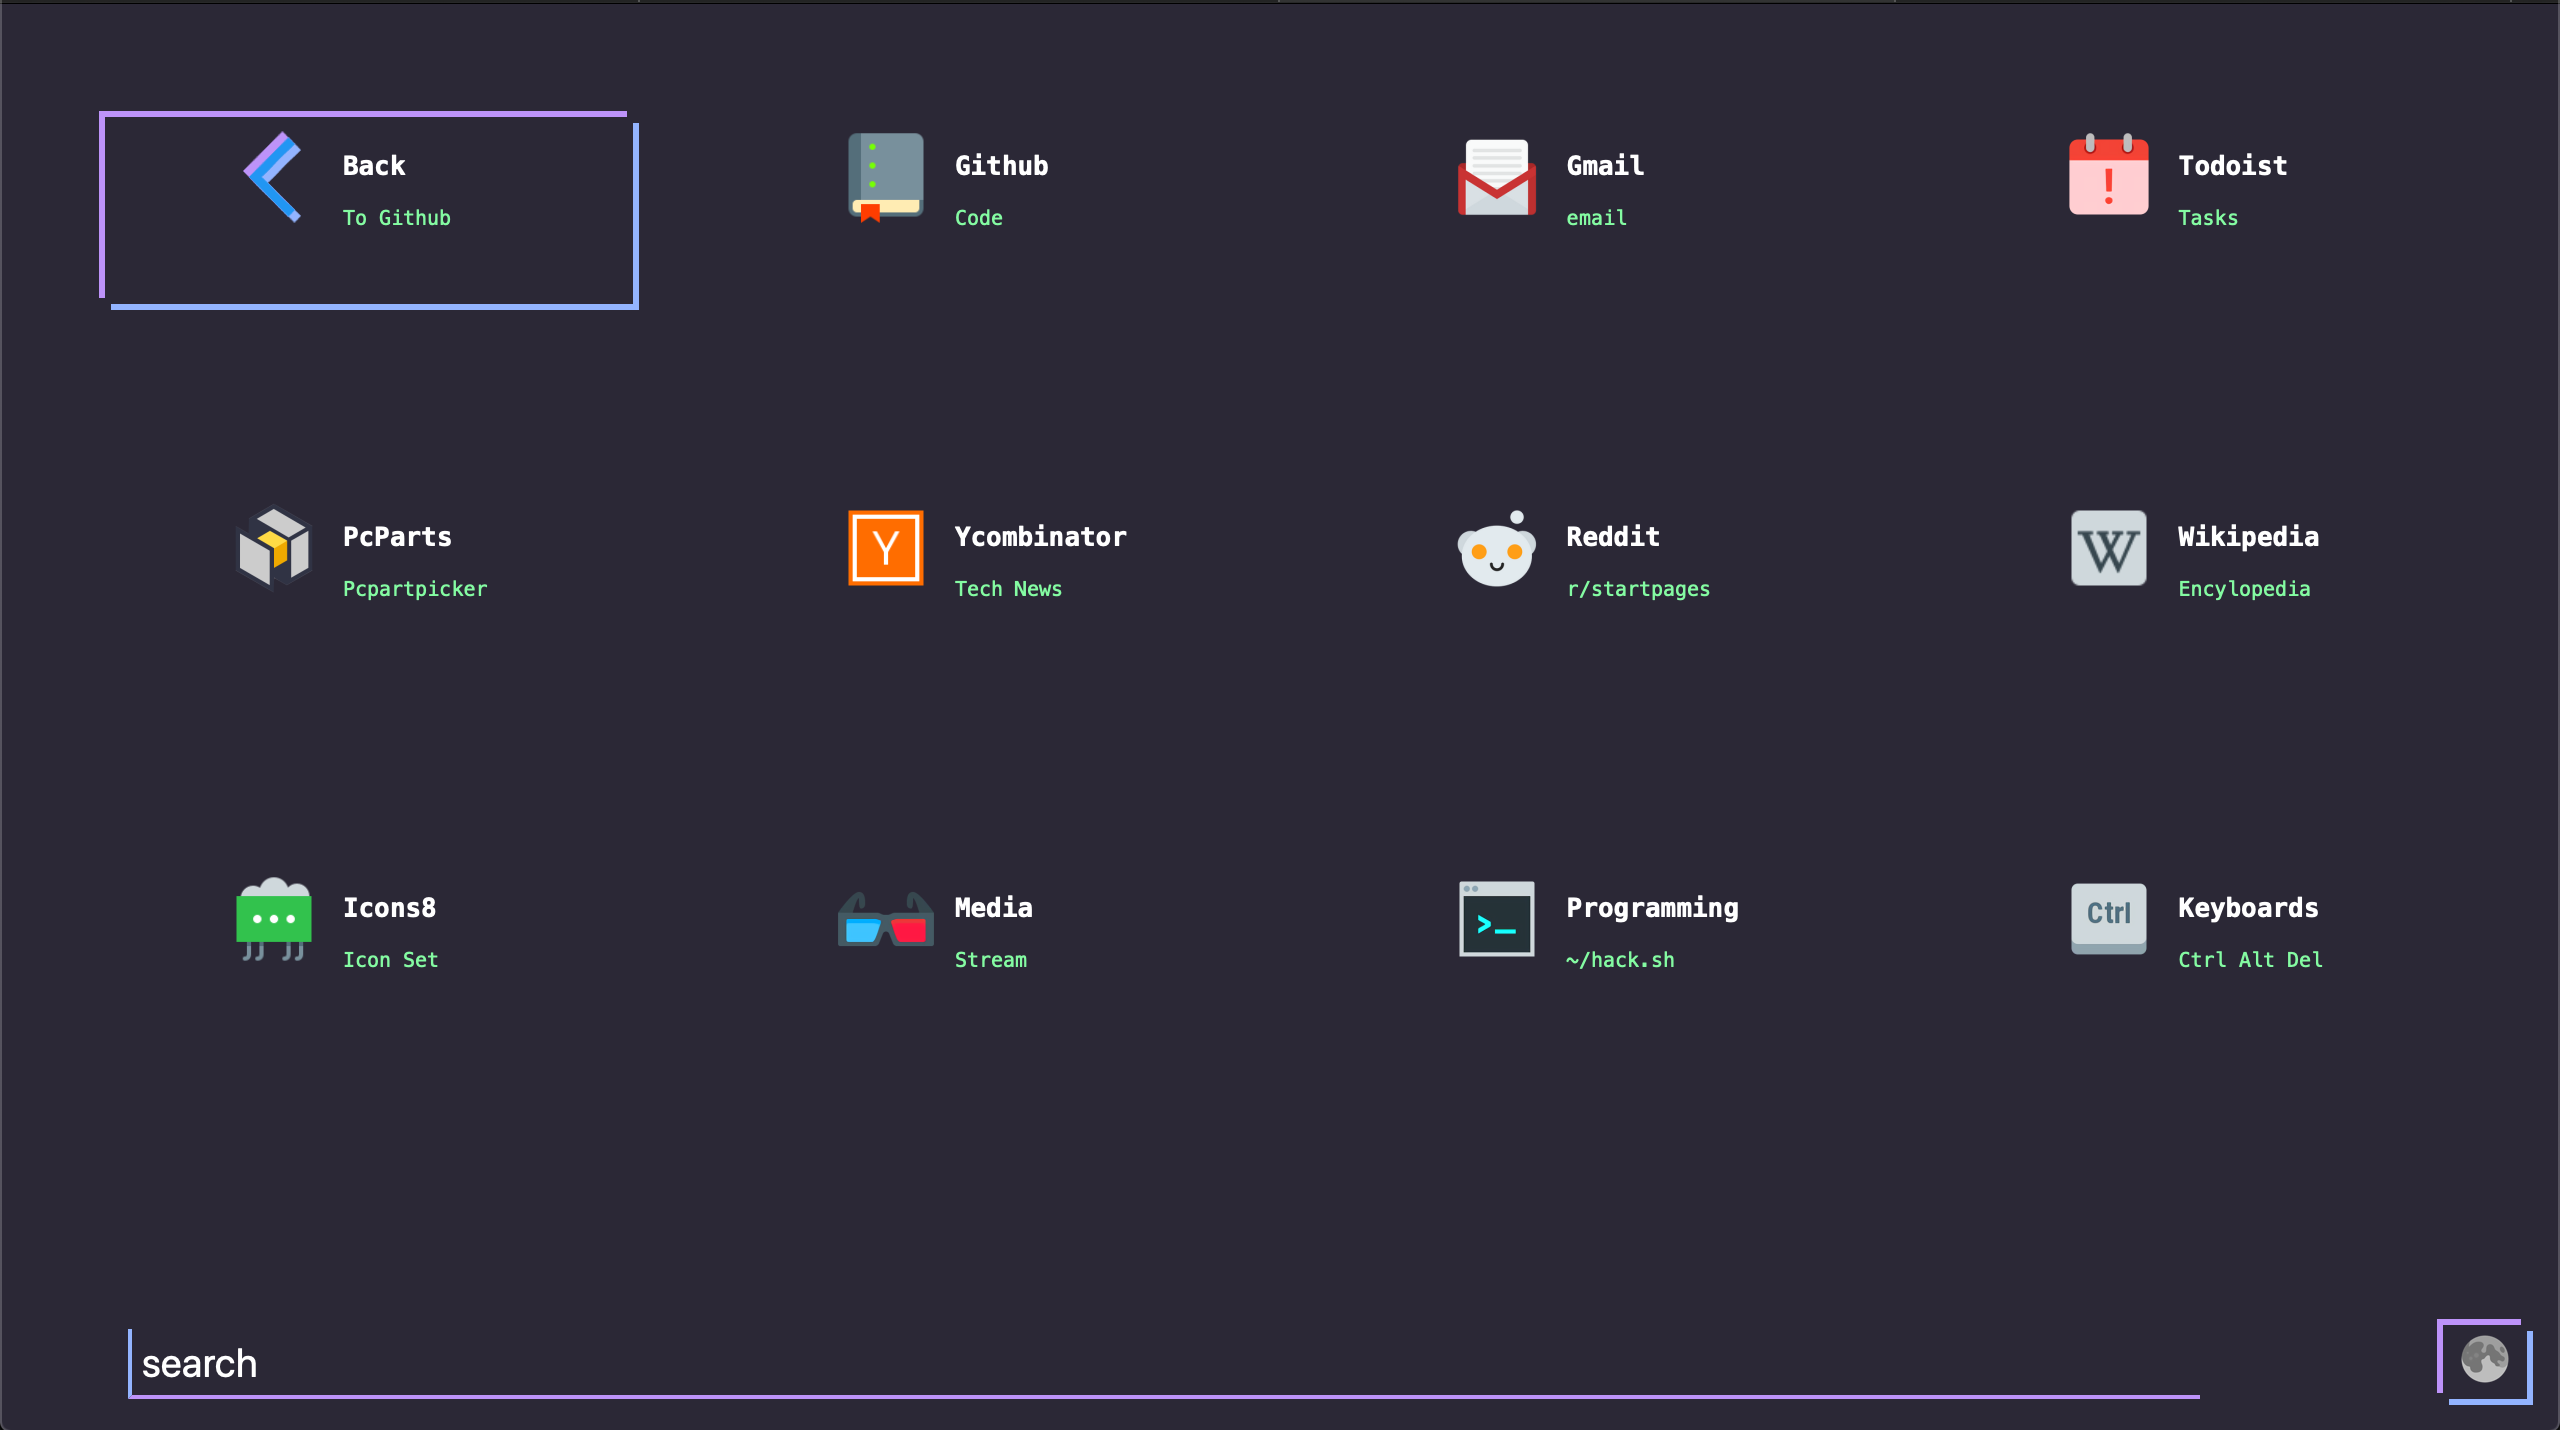 Back
To Github
Github
Code
Gmail
email
Todoist
!
Tasks
PcParts
Pcpartpicker
Y
Ycombinator
Tech News
Reddit
r/startpages
W
Wikipedia
Encylopedia
Icons8
Icon Set
Media
Stream
>_
Programming
~/hack.sh
Ctrl
Keyboards
Ctrl Alt Del
search